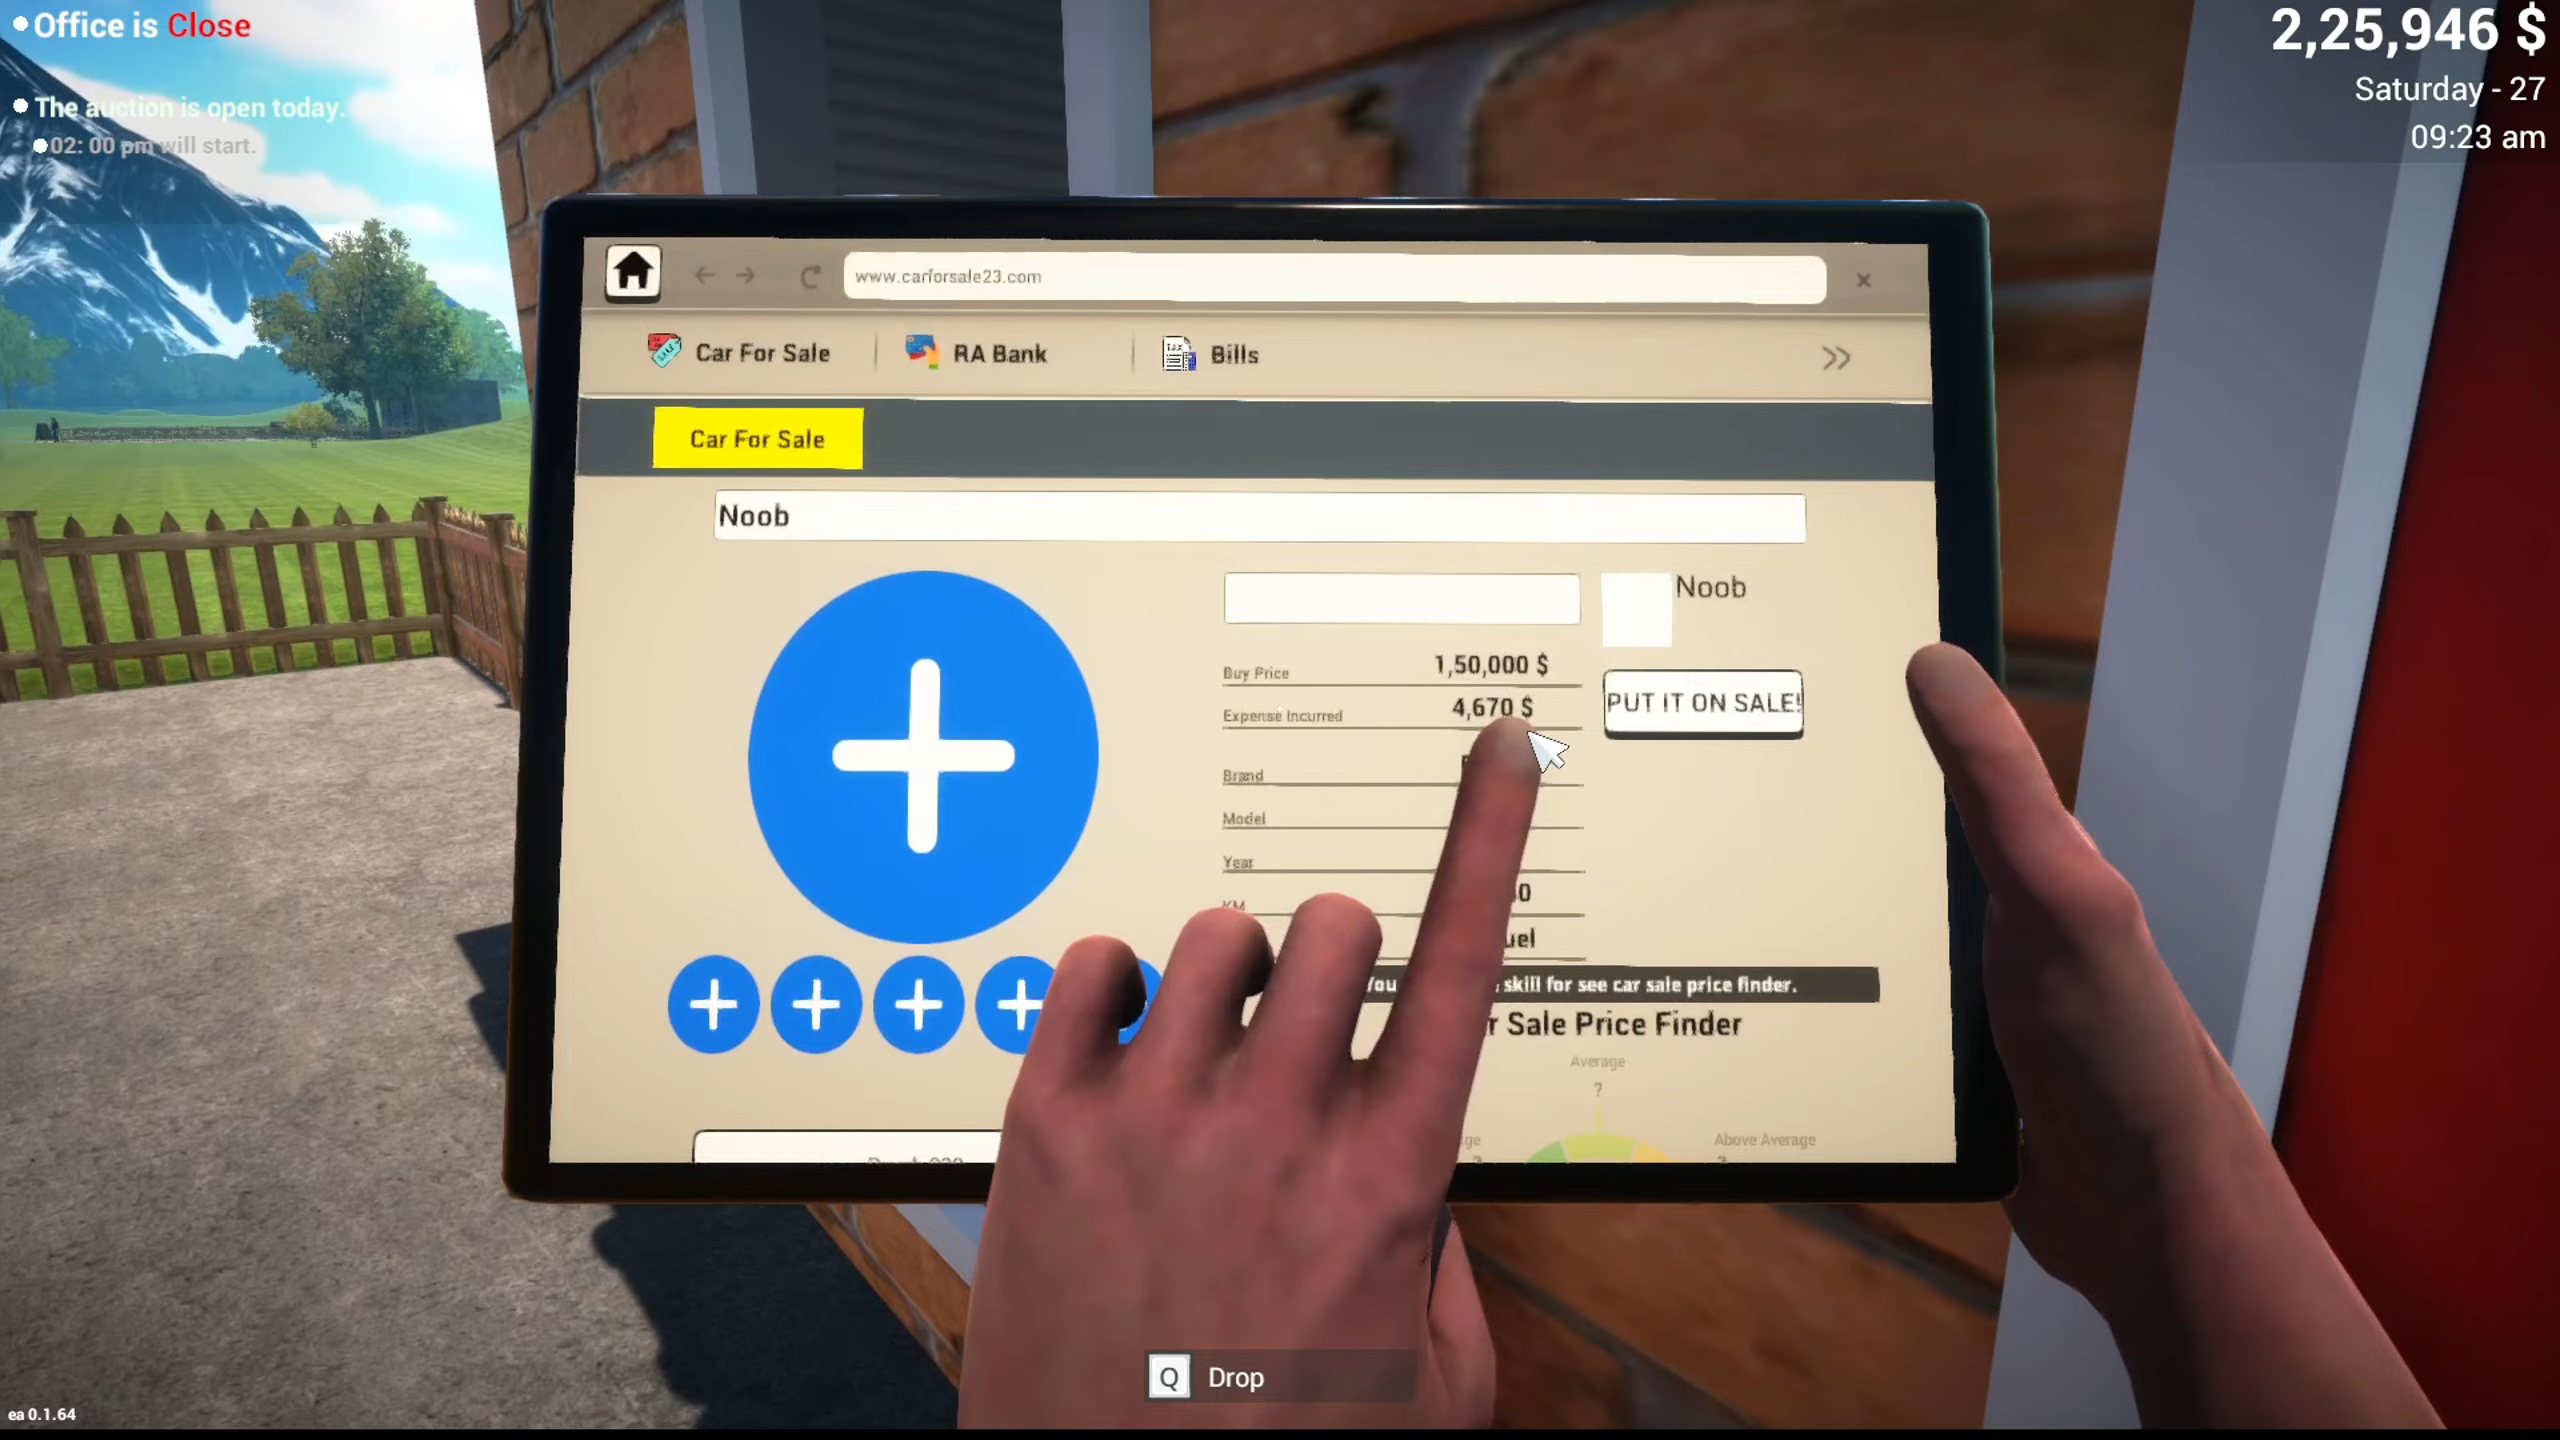 Office is Close
The auction is open today.
02: 00 pm will start.
2,25,946 $
Saturday - 27
09:23 am
www.carforsale23.com
Car For Sale
RA Bank
Bills
Car For Sale
Noob
Noob
Buy Price 1,50,000 $
PUT IT ON SALE!
Expense Incurred 4,670 $
Brand
Model
Year
KM
skill for see car sale price finder.
Sale Price Finder
Average
?
Above Average
Q Drop
ea 0.1.64